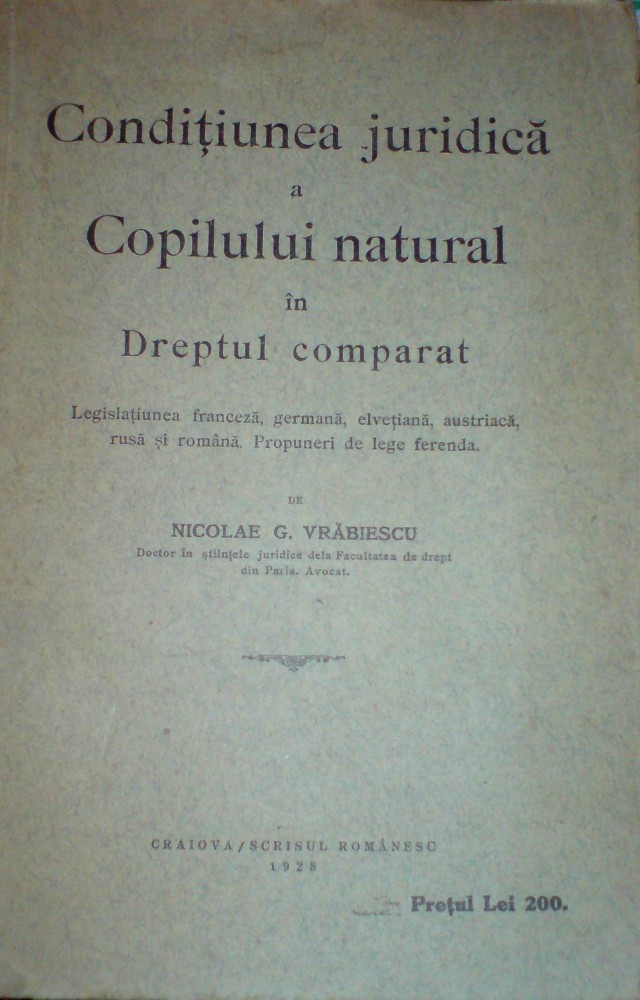 Condițiunea juridică
a
Copilului natural
în
Dreptul comparat
Legislațiunea franceză, germană, elvețiană, austriacă,
rusă și română. Propuneri de lege ferenda.
DE
NICOLAE G. VRĂBIESCU
Doctor în științele juridice dela Facultatea de drept
din Paris. Avocat.
CRAIOVA / SCRISUL ROMÂNESC
1928
Prețul Lei 200.